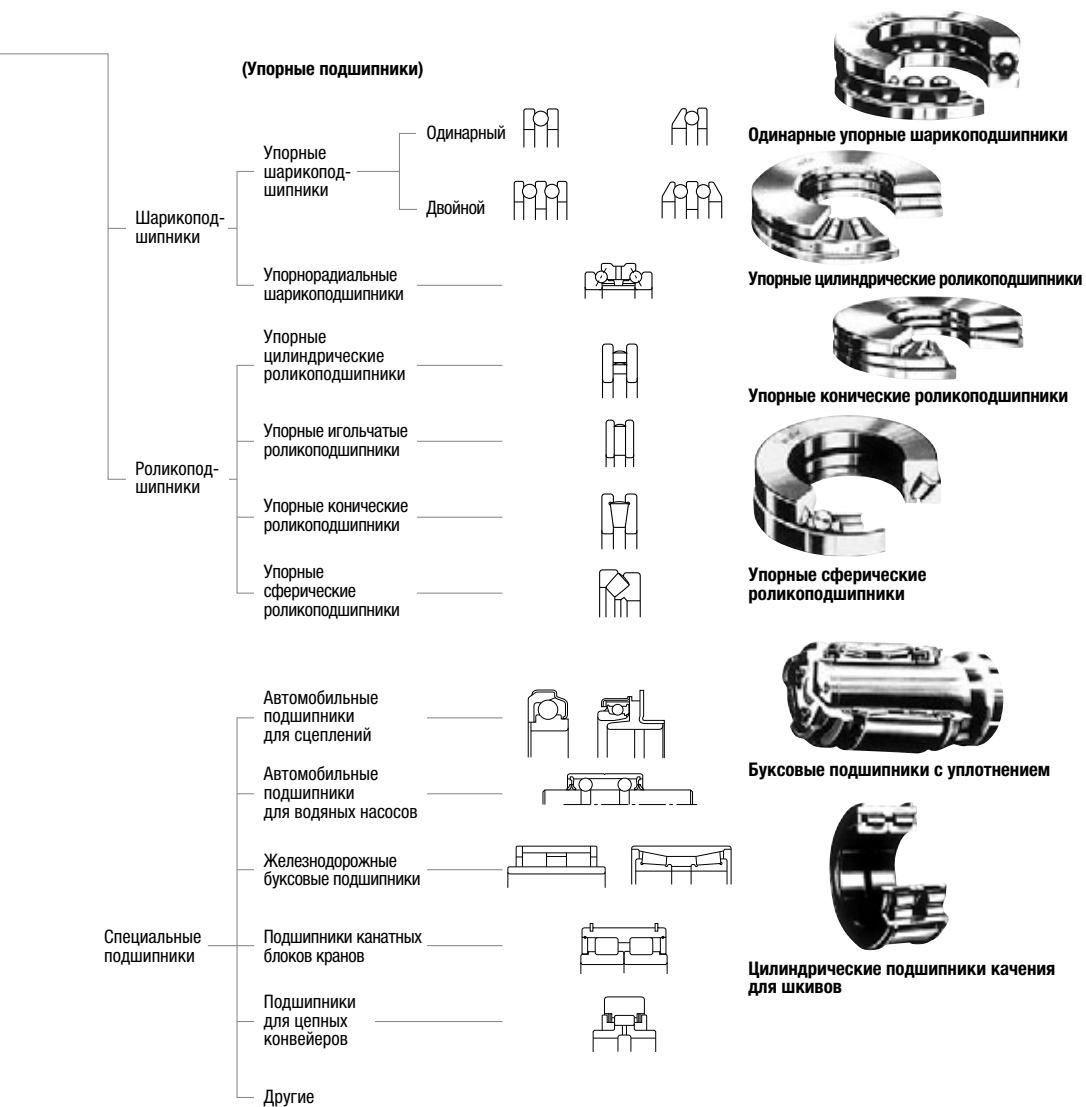 (Упорные подшипники)
Одинарный
Упорные
шарикопод-
шипники
Двойной
Шарикопод-
шипники
Упорнорадиальные
шарикоподшипники
Упорные
цилиндрические
роликоподшипники
Упорные игольчатые
роликоподшипники
Роликопод-
шипники
Упорные конические
роликоподшипники
Упорные
сферические
роликоподшипники
Автомобильные
подшипники
для сцеплений
Автомобильные
подшипники
для водяных насосов
Железнодорожные
буксовые подшипники
Специальные
подшипники
Подшипники канатных
блоков кранов
Подшипники
для цепных
конвейеров
Другие
Одинарные упорные шарикоподшипники
Упорные цилиндрические роликоподшипники
Упорные конические роликоподшипники
Упорные сферические
роликоподшипники
Буксовые подшипники с уплотнением
Цилиндрические подшипники качения
для шкивов